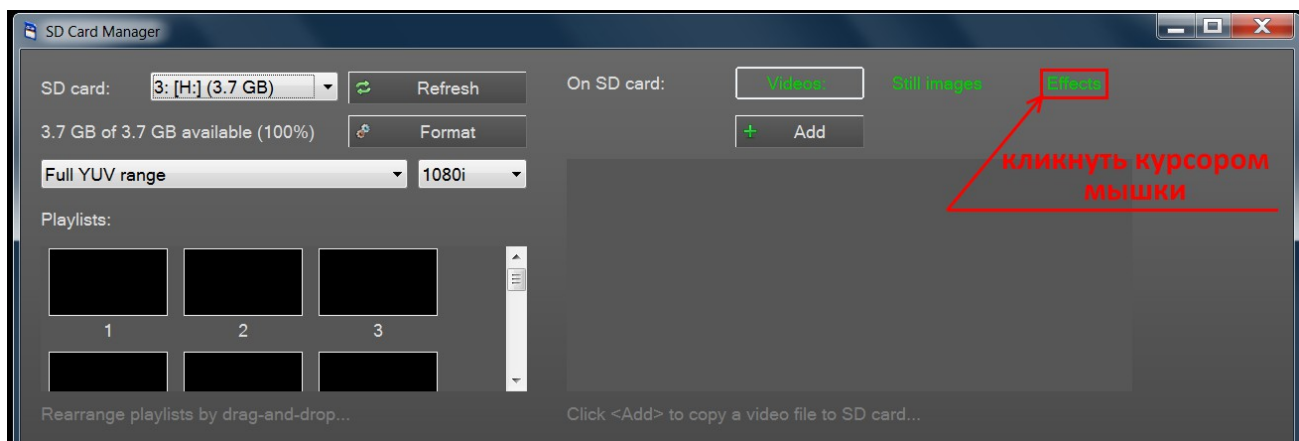 SD Card Manager
SD card:
3: [H:] (3.7 GB)
Refresh
On SD card:
Videos:
Still images
Effects
3.7 GB of 3.7 GB available (100%)
Format
Add
кликнуть курсором
мышки
Full YUV range
1080i
Playlists:
1
2
3
Rearrange playlists by drag-and-drop...
Click <Add> to copy a video file to SD card...